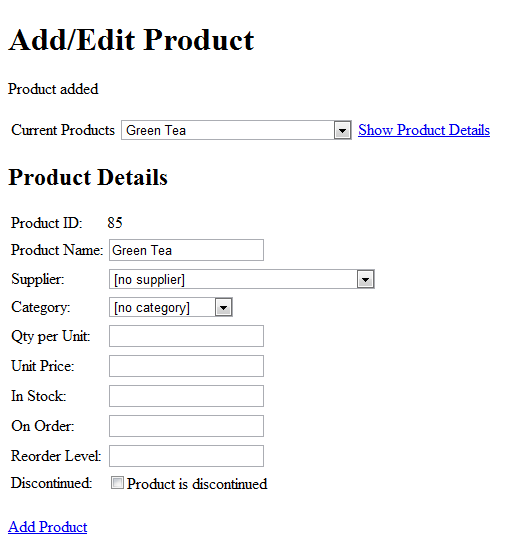 Add/Edit Product
Product added
Current Products Green Tea Show Product Details
Product Details
Product ID: 85
Product Name: Green Tea
Supplier: [no supplier]
Category: [no category]
Qty per Unit:
Unit Price:
In Stock:
On Order:
Reorder Level:
Discontinued: Product is discontinued
Add Product